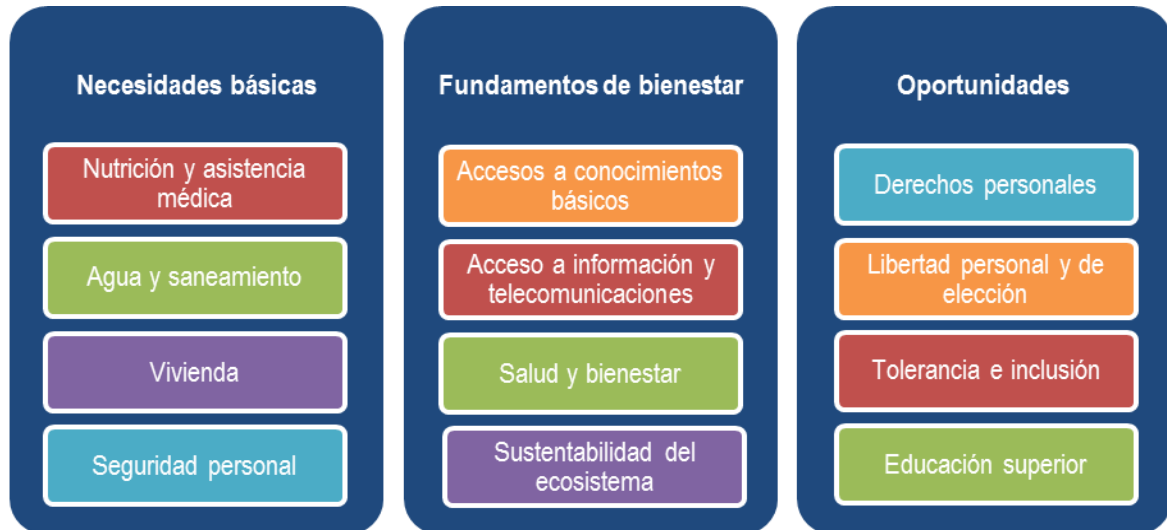 Necesidades básicas
Nutrición y asistencia
médica
Agua y saneamiento
Vivienda
Seguridad personal
Fundamentos de bienestar
Accesos a conocimientos
básicos
Acceso a información y
telecomunicaciones
Salud y bienestar
Sustentabilidad del
ecosistema
Oportunidades
Derechos personales
Libertad personal y de
elección
Tolerancia e inclusión
Educación superior